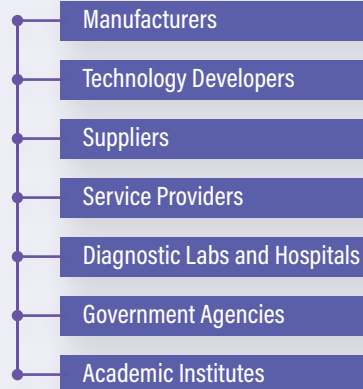 Manufacturers
Technology Developers
Suppliers
Service Providers
Diagnostic Labs and Hospitals
Government Agencies
Academic Institutes